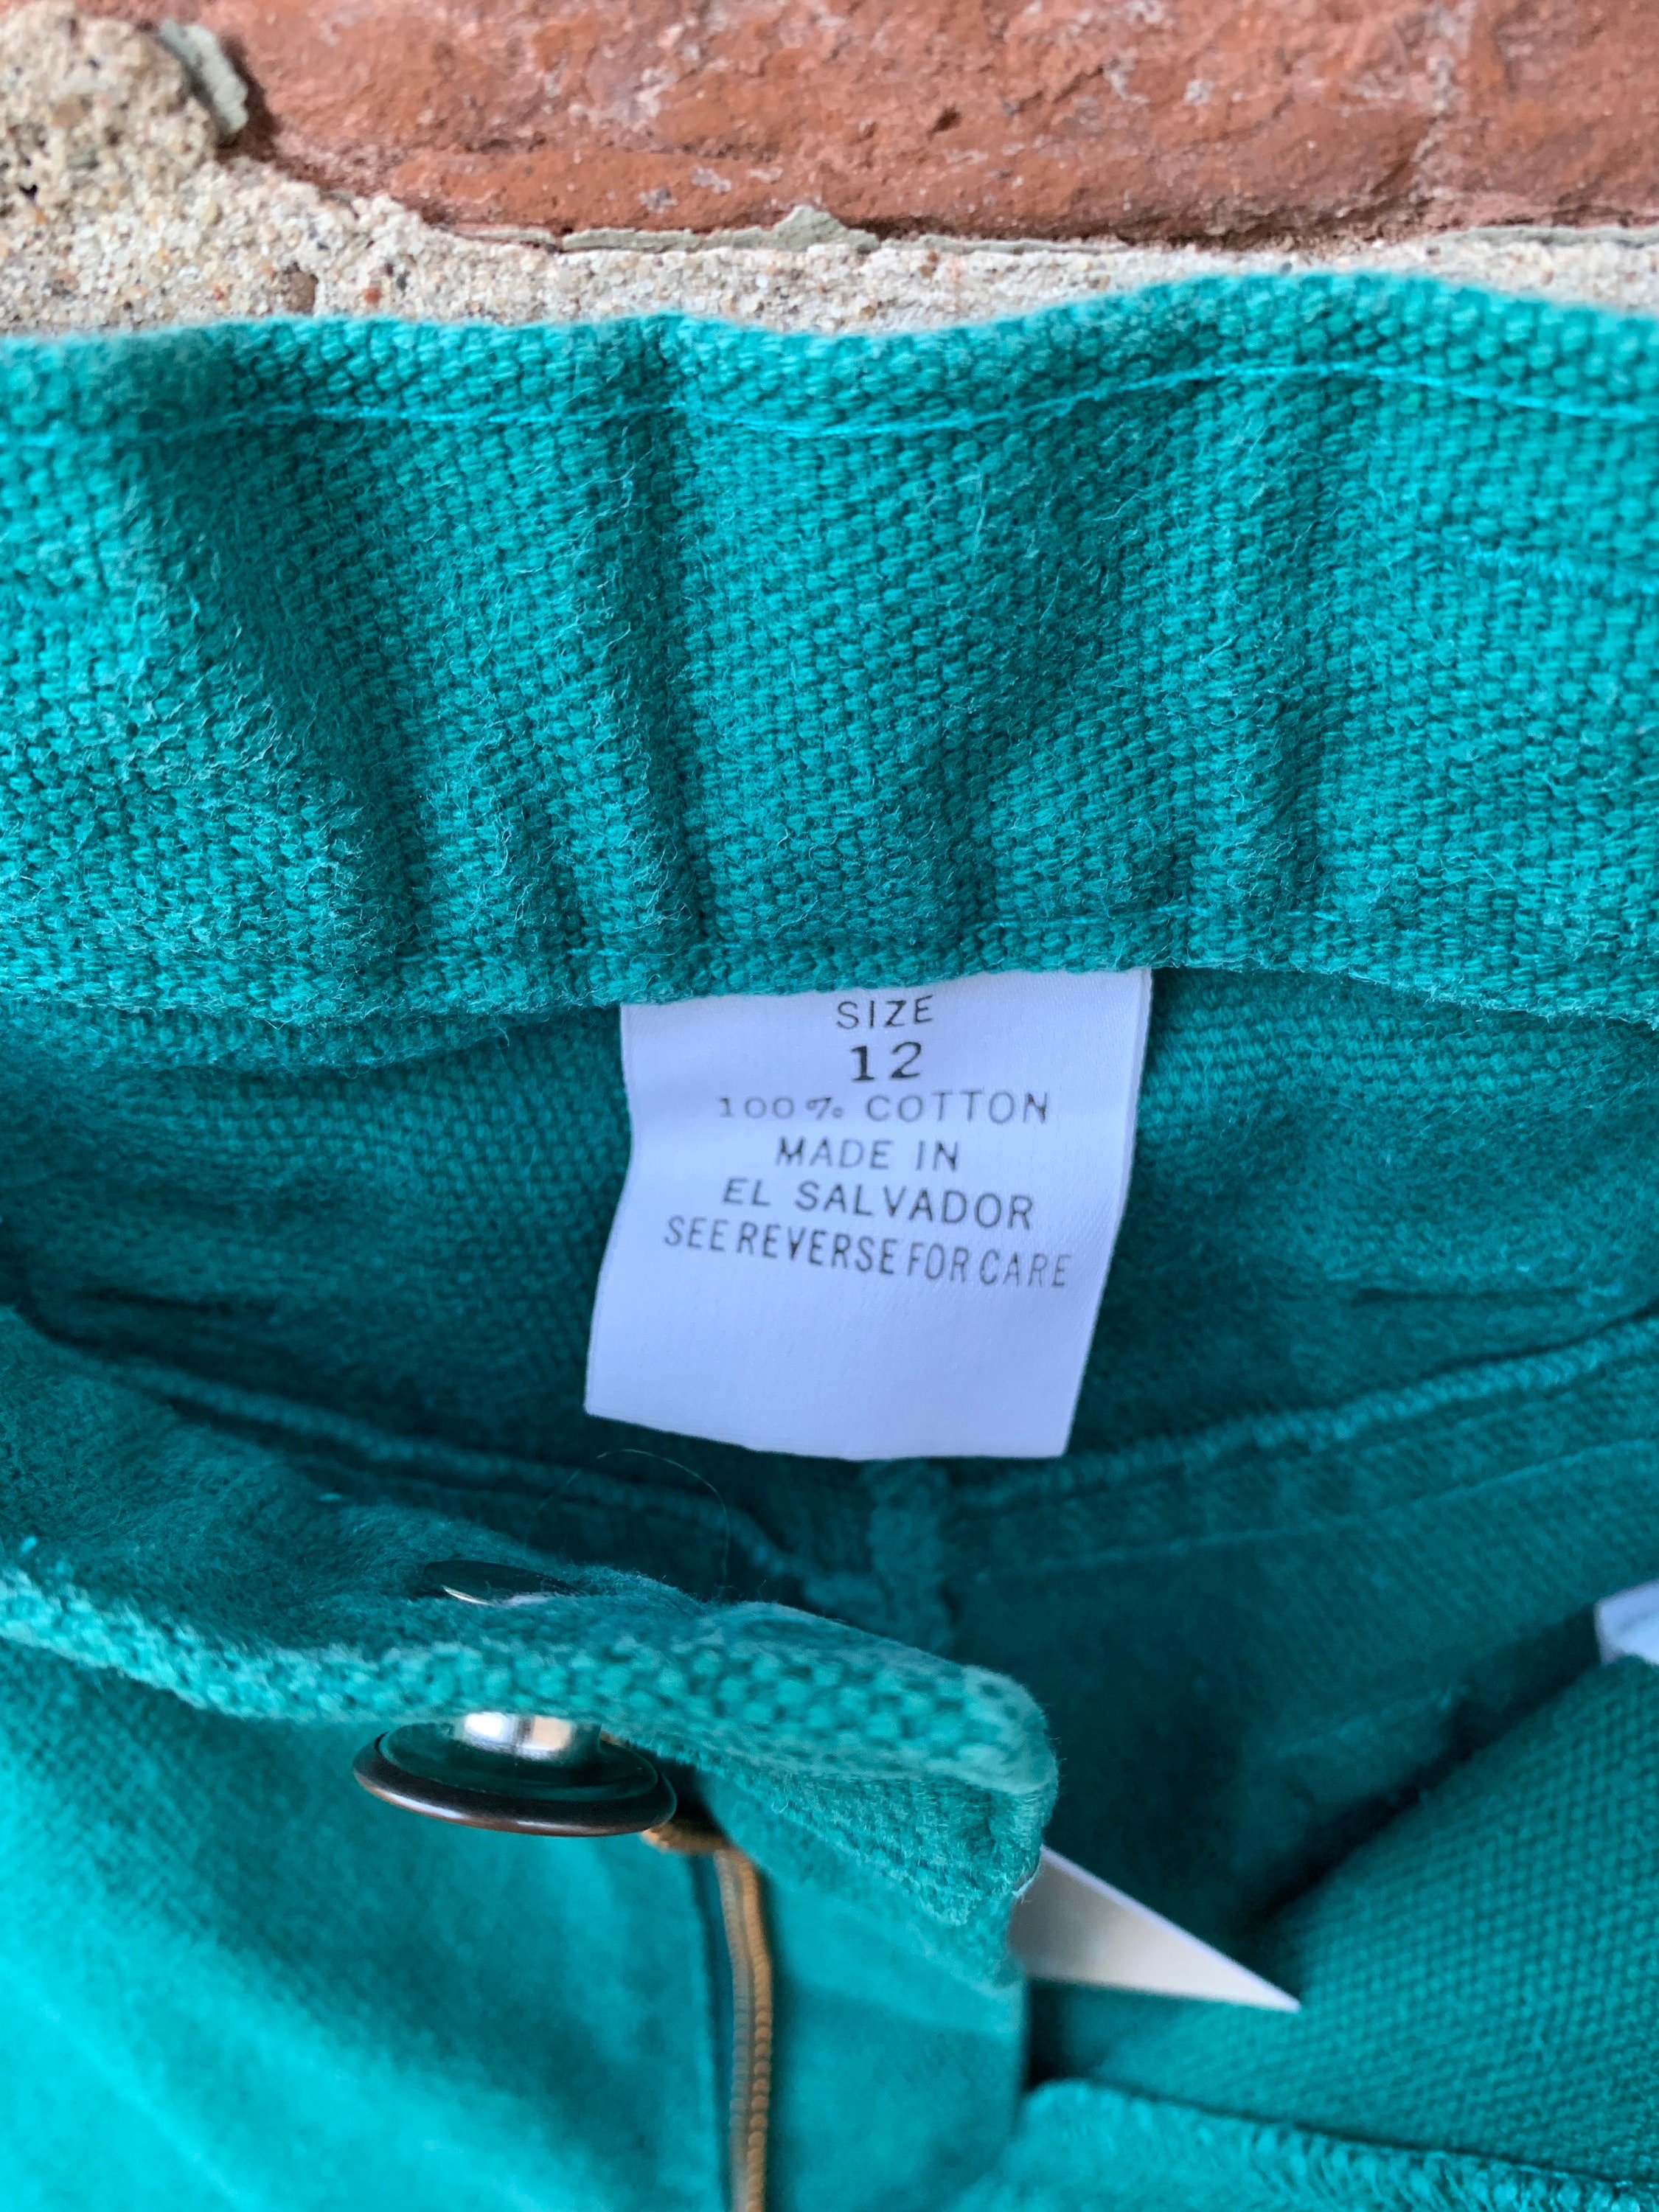 SIZE
12
100% COTTON
MADE IN
EL SALVADOR
SEE REVERSE FOR CARE